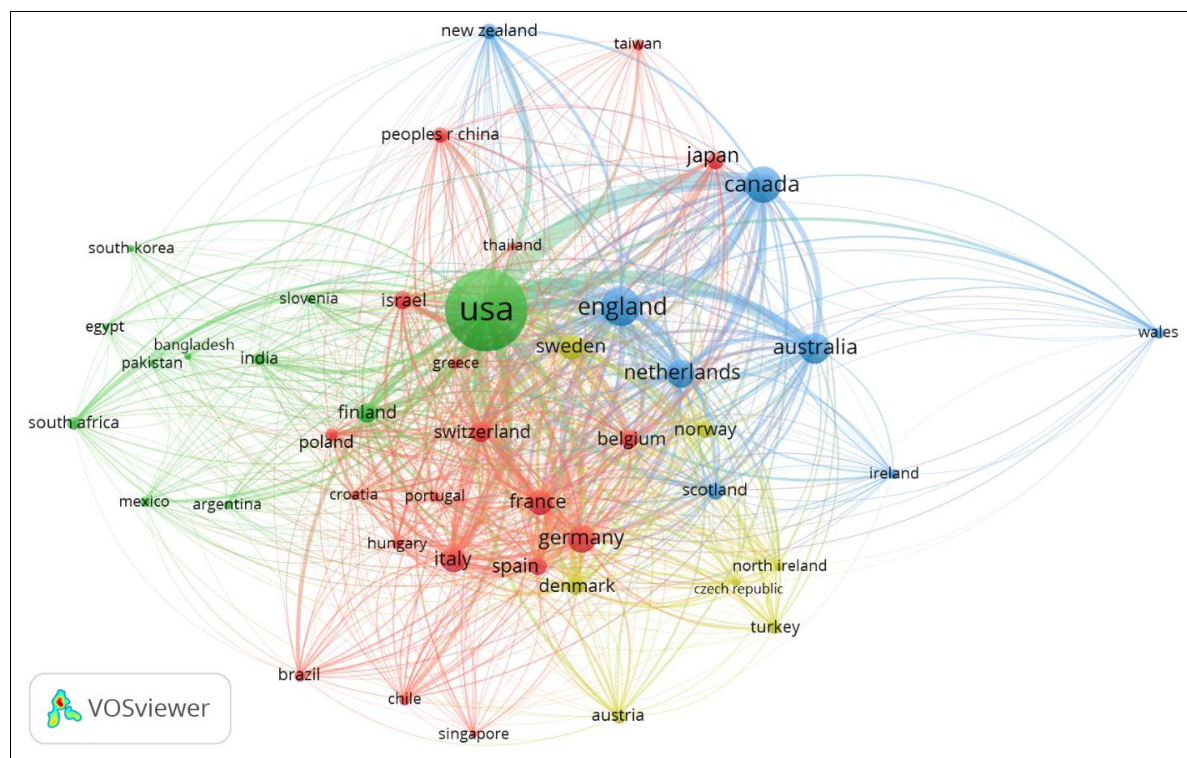 new zealand
taiwan
peoples r china
japan
canada
south korea
thailand
slovenia
israel
usa
england
egypt
bangladesh
pakistan
india
greece
sweden
netherlands
australia
wales
south africa
finland
poland
switzerland
belgium
norway
ireland
mexico
argentina
croatia
portugal
france
scotland
hungary
italy
spain
germany
denmark
north ireland
czech republic
turkey
brazil
chile
singapore
austria
VOSviewer